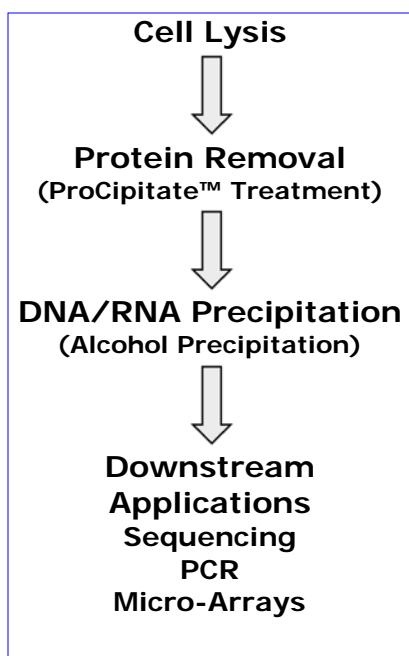 Cell Lysis
Protein Removal
(ProCipitate™ Treatment)
DNA/RNA Precipitation
(Alcohol Precipitation)
Downstream
Applications
Sequencing
PCR
Micro-Arrays